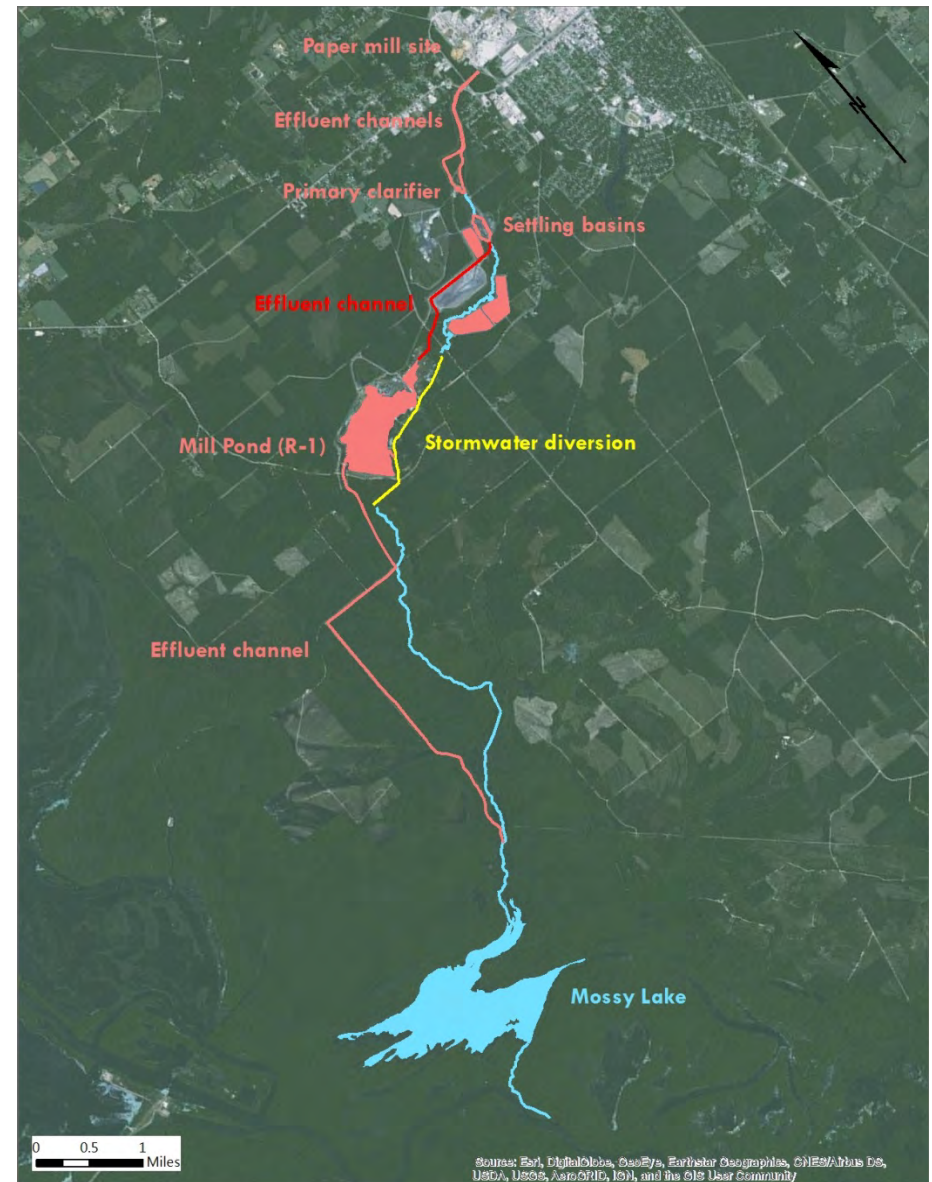 Paper mill site
N
Effluent channels
Primary clarifier
Settling basins
Effluent channel
Mill Pond (R-1)
Stormwater diversion
Effluent channel
Mossy Lake
0 0.5 1
Miles
Source: Esri, DigitalGlobe, GeoEye, Earthstar Geographics, CNES/Airbus DS,
USDA, USGS, AeroGRID, IGN, and the GIS User Community